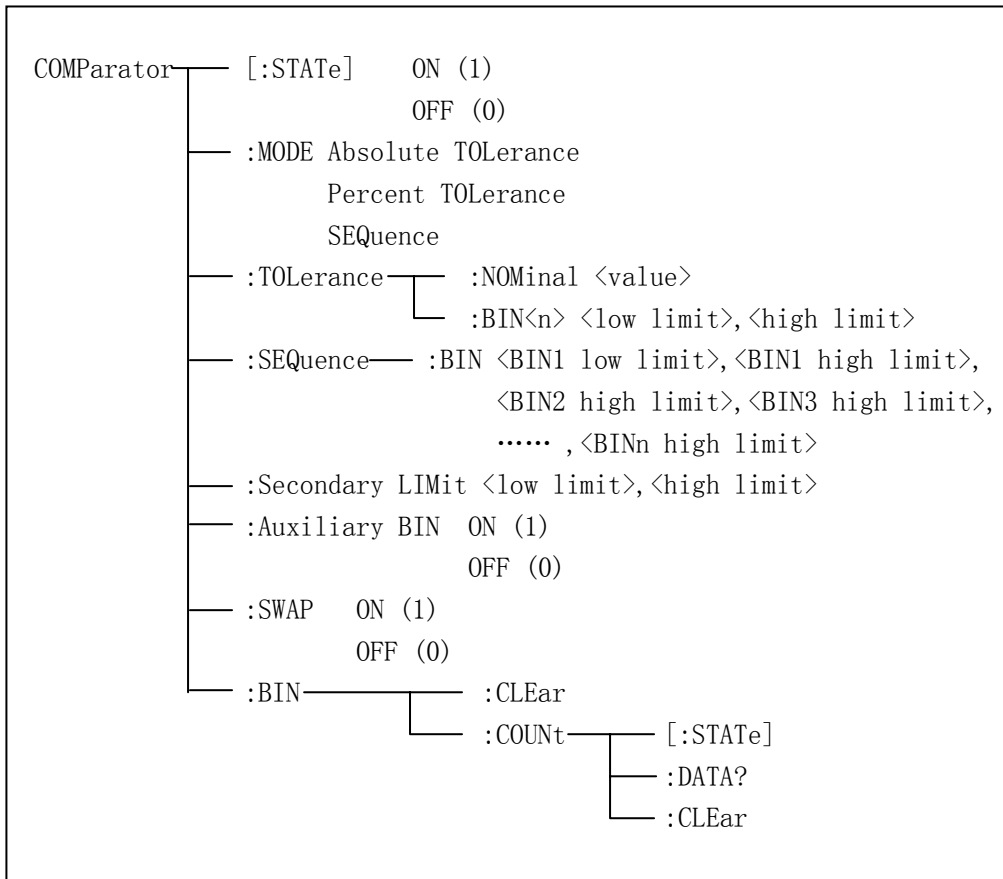 COMParator [:STATe] ON (1)
OFF (0)
:MODE Absolute TOLerance
Percent TOLerance
SEQuence
:TOLerance :NOMinal <value>
:BIN<n> <low limit>,<high limit>
:SEQuence :BIN <BIN1 low limit>,<BIN1 high limit>,
<BIN2 high limit>,<BIN3 high limit>,
…… ,<BINn high limit>
:Secondary LIMit <low limit>,<high limit>
:Auxiliary BIN ON (1)
OFF (0)
:SWAP ON (1)
OFF (0)
:BIN :CLEar
:COUNt [:STATe]
:DATA?
:CLEar